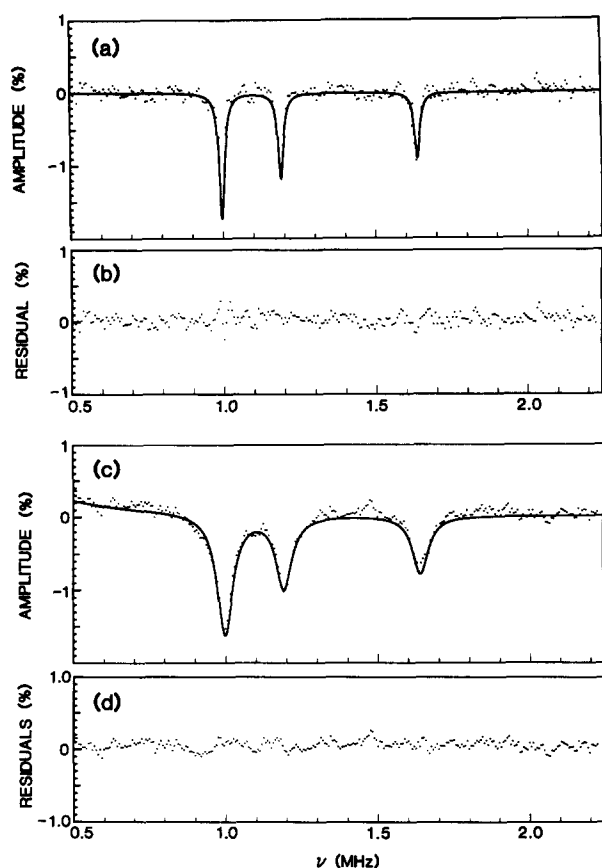 (a)
1
0
-1
AMPLITUDE (%)
(b)
1
0
-1
RESIDUAL (%)
0.5
1.0
1.5
2.0
(c)
1
0
-1
AMPLITUDE (%)
(d)
1.0
0
-1.0
RESIDUALS (%)
0.5
1.0
1.5
2.0
ν (MHz)